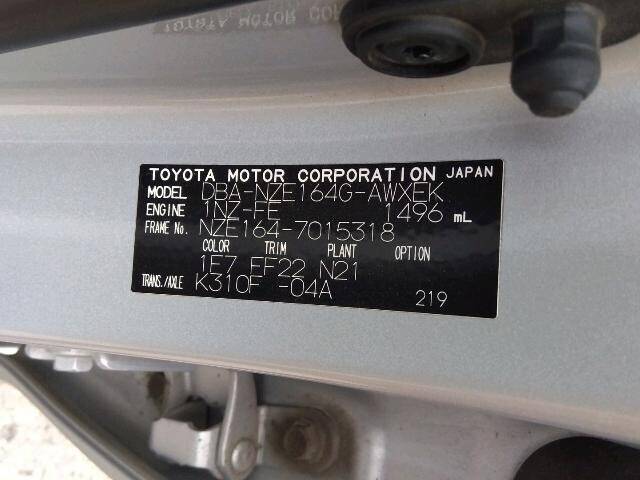 TOYOTA MOTOR CORPORATION JAPAN
MODEL DBA-NZE164G-AWXEK
ENGINE 1NZ-FE 1496 mL
FRAME No. NZE164-7015318
COLOR TRIM PLANT OPTION
1F7 FF22 N21
TRANS./AXLE K310F -04A
219